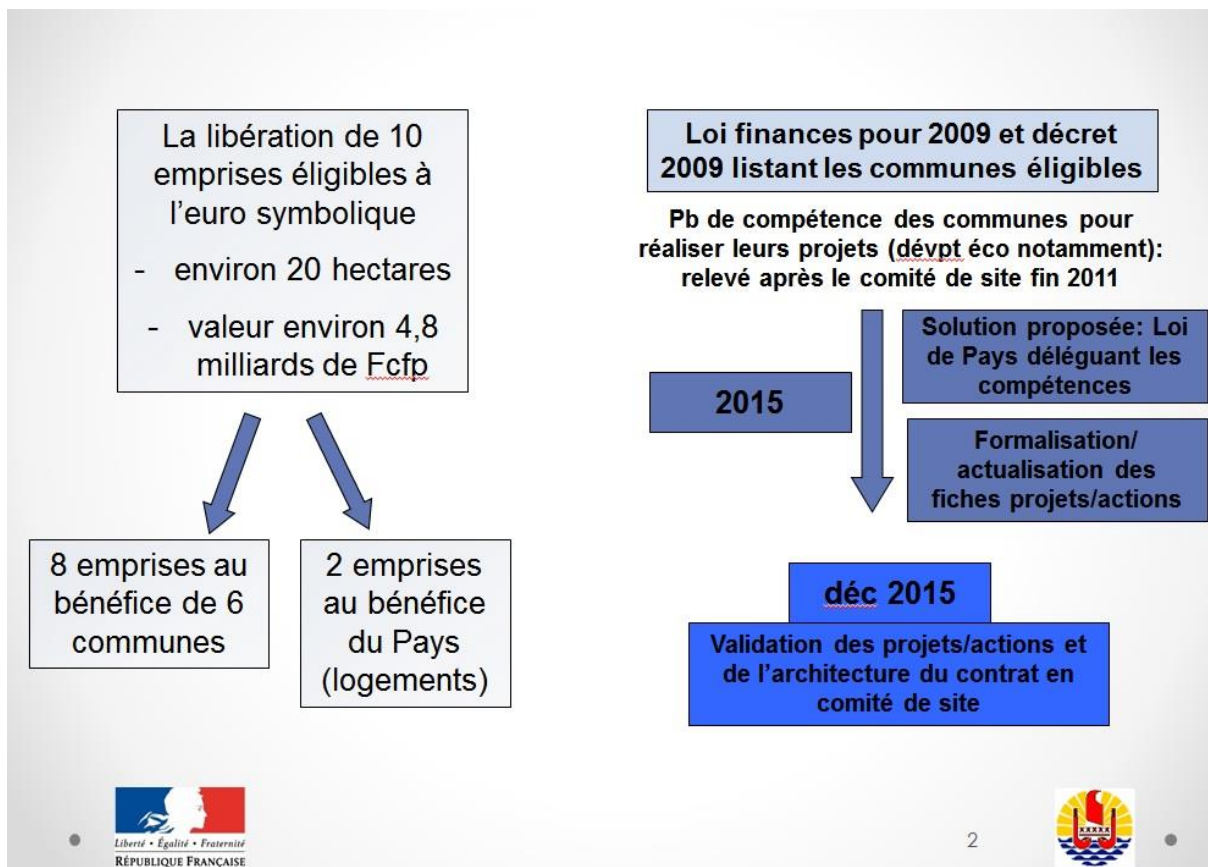 La libération de 10
emprises éligibles à
l'euro symbolique
- environ 20 hectares
- valeur environ 4,8
milliards de Fcfp
8 emprises au
bénéfice de 6
communes
2 emprises
au bénéfice
du Pays
(logements)
Loi finances pour 2009 et décret
2009 listant les communes éligibles
Pb de compétence des communes pour
réaliser leurs projets (dévpt éco notamment):
relevé après le comité de site fin 2011
2015
Solution proposée: Loi
de Pays déléguant les
compétences
Formalisation/
actualisation des
fiches projets/actions
déc 2015
Validation des projets/actions et
de l'architecture du contrat en
comité de site
Liberté • Égalité • Fraternité
RÉPUBLIQUE FRANÇAISE
2